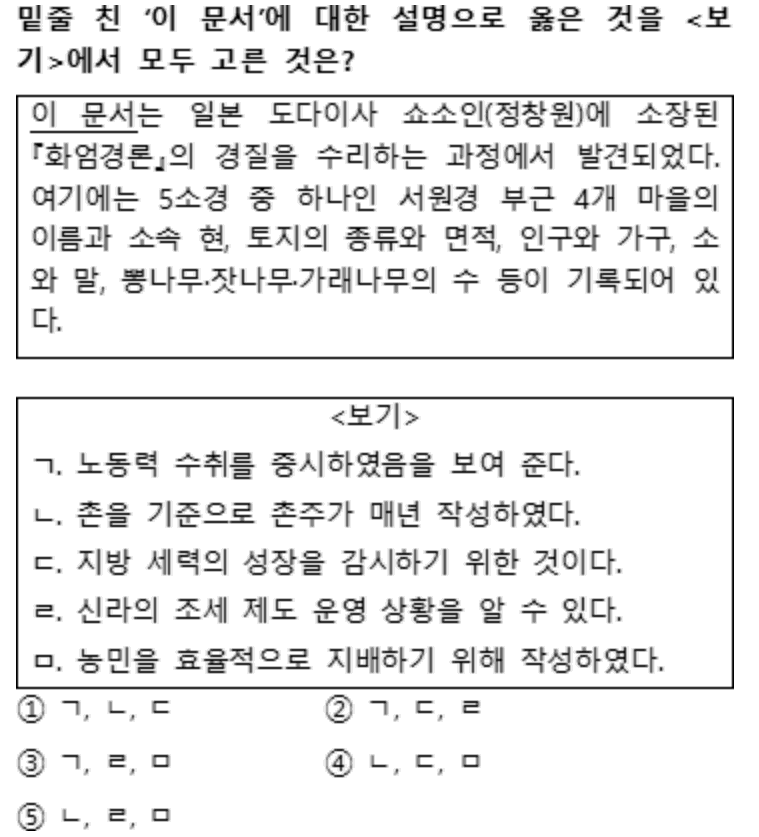 밑줄 친 ‘이 문서’에 대한 설명으로 옳은 것을 <보
기>에서 모두 고른 것은?
이 문서는 일본 도다이사 쇼소인(정창원)에 소장된
『화엄경론』의 경질을 수리하는 과정에서 발견되었다.
여기에는 5소경 중 하나인 서원경 부근 4개 마을의
이름과 소속 현, 토지의 종류와 면적, 인구와 가구, 소
와 말, 뽕나무·잣나무·가래나무의 수 등이 기록되어 있
다.
<보기>
ㄱ. 노동력 수취를 중시하였음을 보여 준다.
ㄴ. 촌을 기준으로 촌주가 매년 작성하였다.
ㄷ. 지방 세력의 성장을 감시하기 위한 것이다.
ㄹ. 신라의 조세 제도 운영 상황을 알 수 있다.
ㅁ. 농민을 효율적으로 지배하기 위해 작성하였다.
① ㄱ, ㄴ, ㄷ ② ㄱ, ㄷ, ㄹ
③ ㄱ, ㄹ, ㅁ ④ ㄴ, ㄷ, ㅁ
⑤ ㄴ, ㄹ, ㅁ